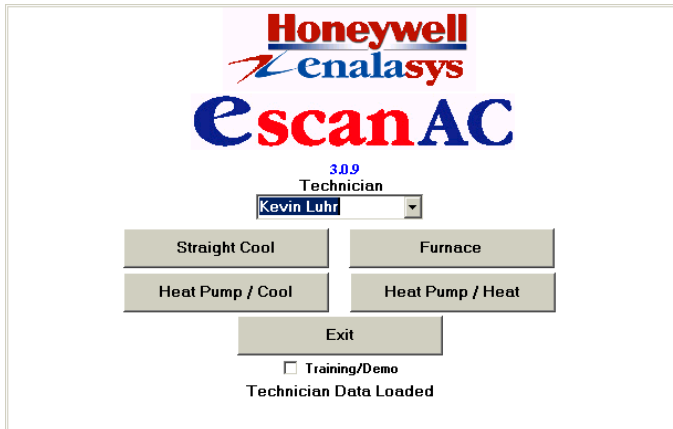 Honeywell
enalasys
escanAC
3.0.9
Technician
Kevin Luhr
Straight Cool
Furnace
Heat Pump / Cool
Heat Pump / Heat
Exit
Training/Demo
Technician Data Loaded